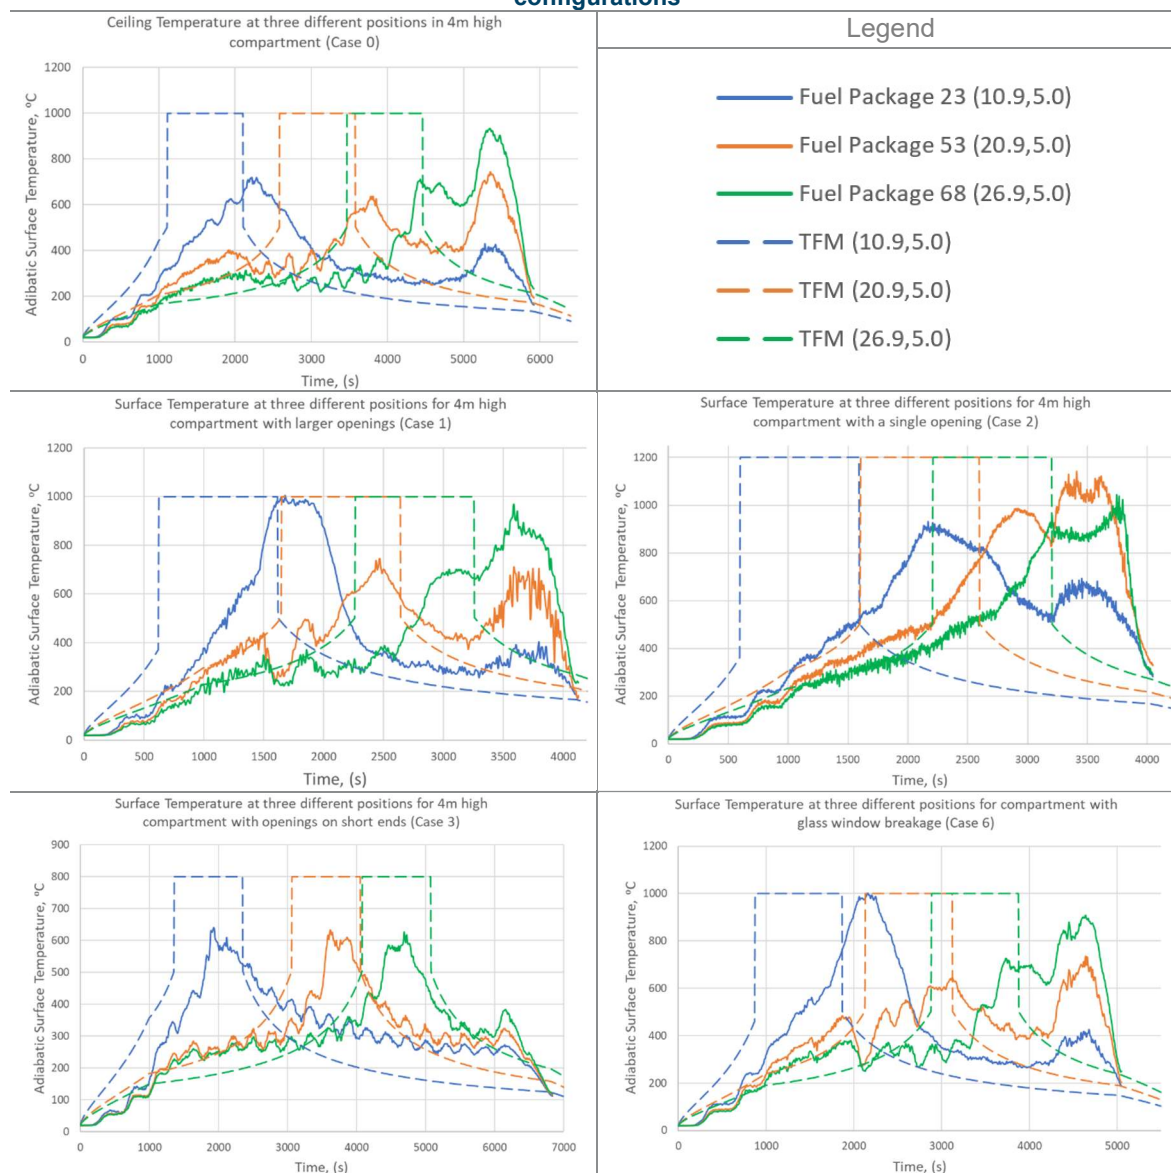 configurations
Ceiling Temperature at three different positions in 4m high
compartment (Case 0)
1200
1000
800
600
400
200
0
Adibatic Surface Temperature, ºC
0 1000 2000 3000 4000 5000 6000
Time, (s)
Legend
Fuel Package 23 (10.9,5.0)
Fuel Package 53 (20.9,5.0)
Fuel Package 68 (26.9,5.0)
TFM (10.9,5.0)
TFM (20.9,5.0)
TFM (26.9,5.0)
Surface Temperature at three different positions for 4m high
compartment with larger openings (Case 1)
1200
1000
800
600
400
200
0
Adiabatic Surface Temperature, ºC
0 500 1000 1500 2000 2500 3000 3500 4000
Time, (s)
Surface Temperature at three different positions for 4m high
compartment with a single opening (Case 2)
1200
1000
800
600
400
200
0
Adiabatic Surface Temperature, ºC
0 500 1000 1500 2000 2500 3000 3500 4000
Time, (s)
Surface Temperature at three different positions for 4m high
compartment with openings on short ends (Case 3)
900
800
700
600
500
400
300
200
100
0
Adiabatic Surface Temperature, ºC
0 1000 2000 3000 4000 5000 6000 7000
Time, (s)
Surface Temperature at three different positions for compartment with
glass window breakage (Case 6)
1200
1000
800
600
400
200
0
Adiabatic Surface Temperature, ºC
0 1000 2000 3000 4000 5000
Time, (s)